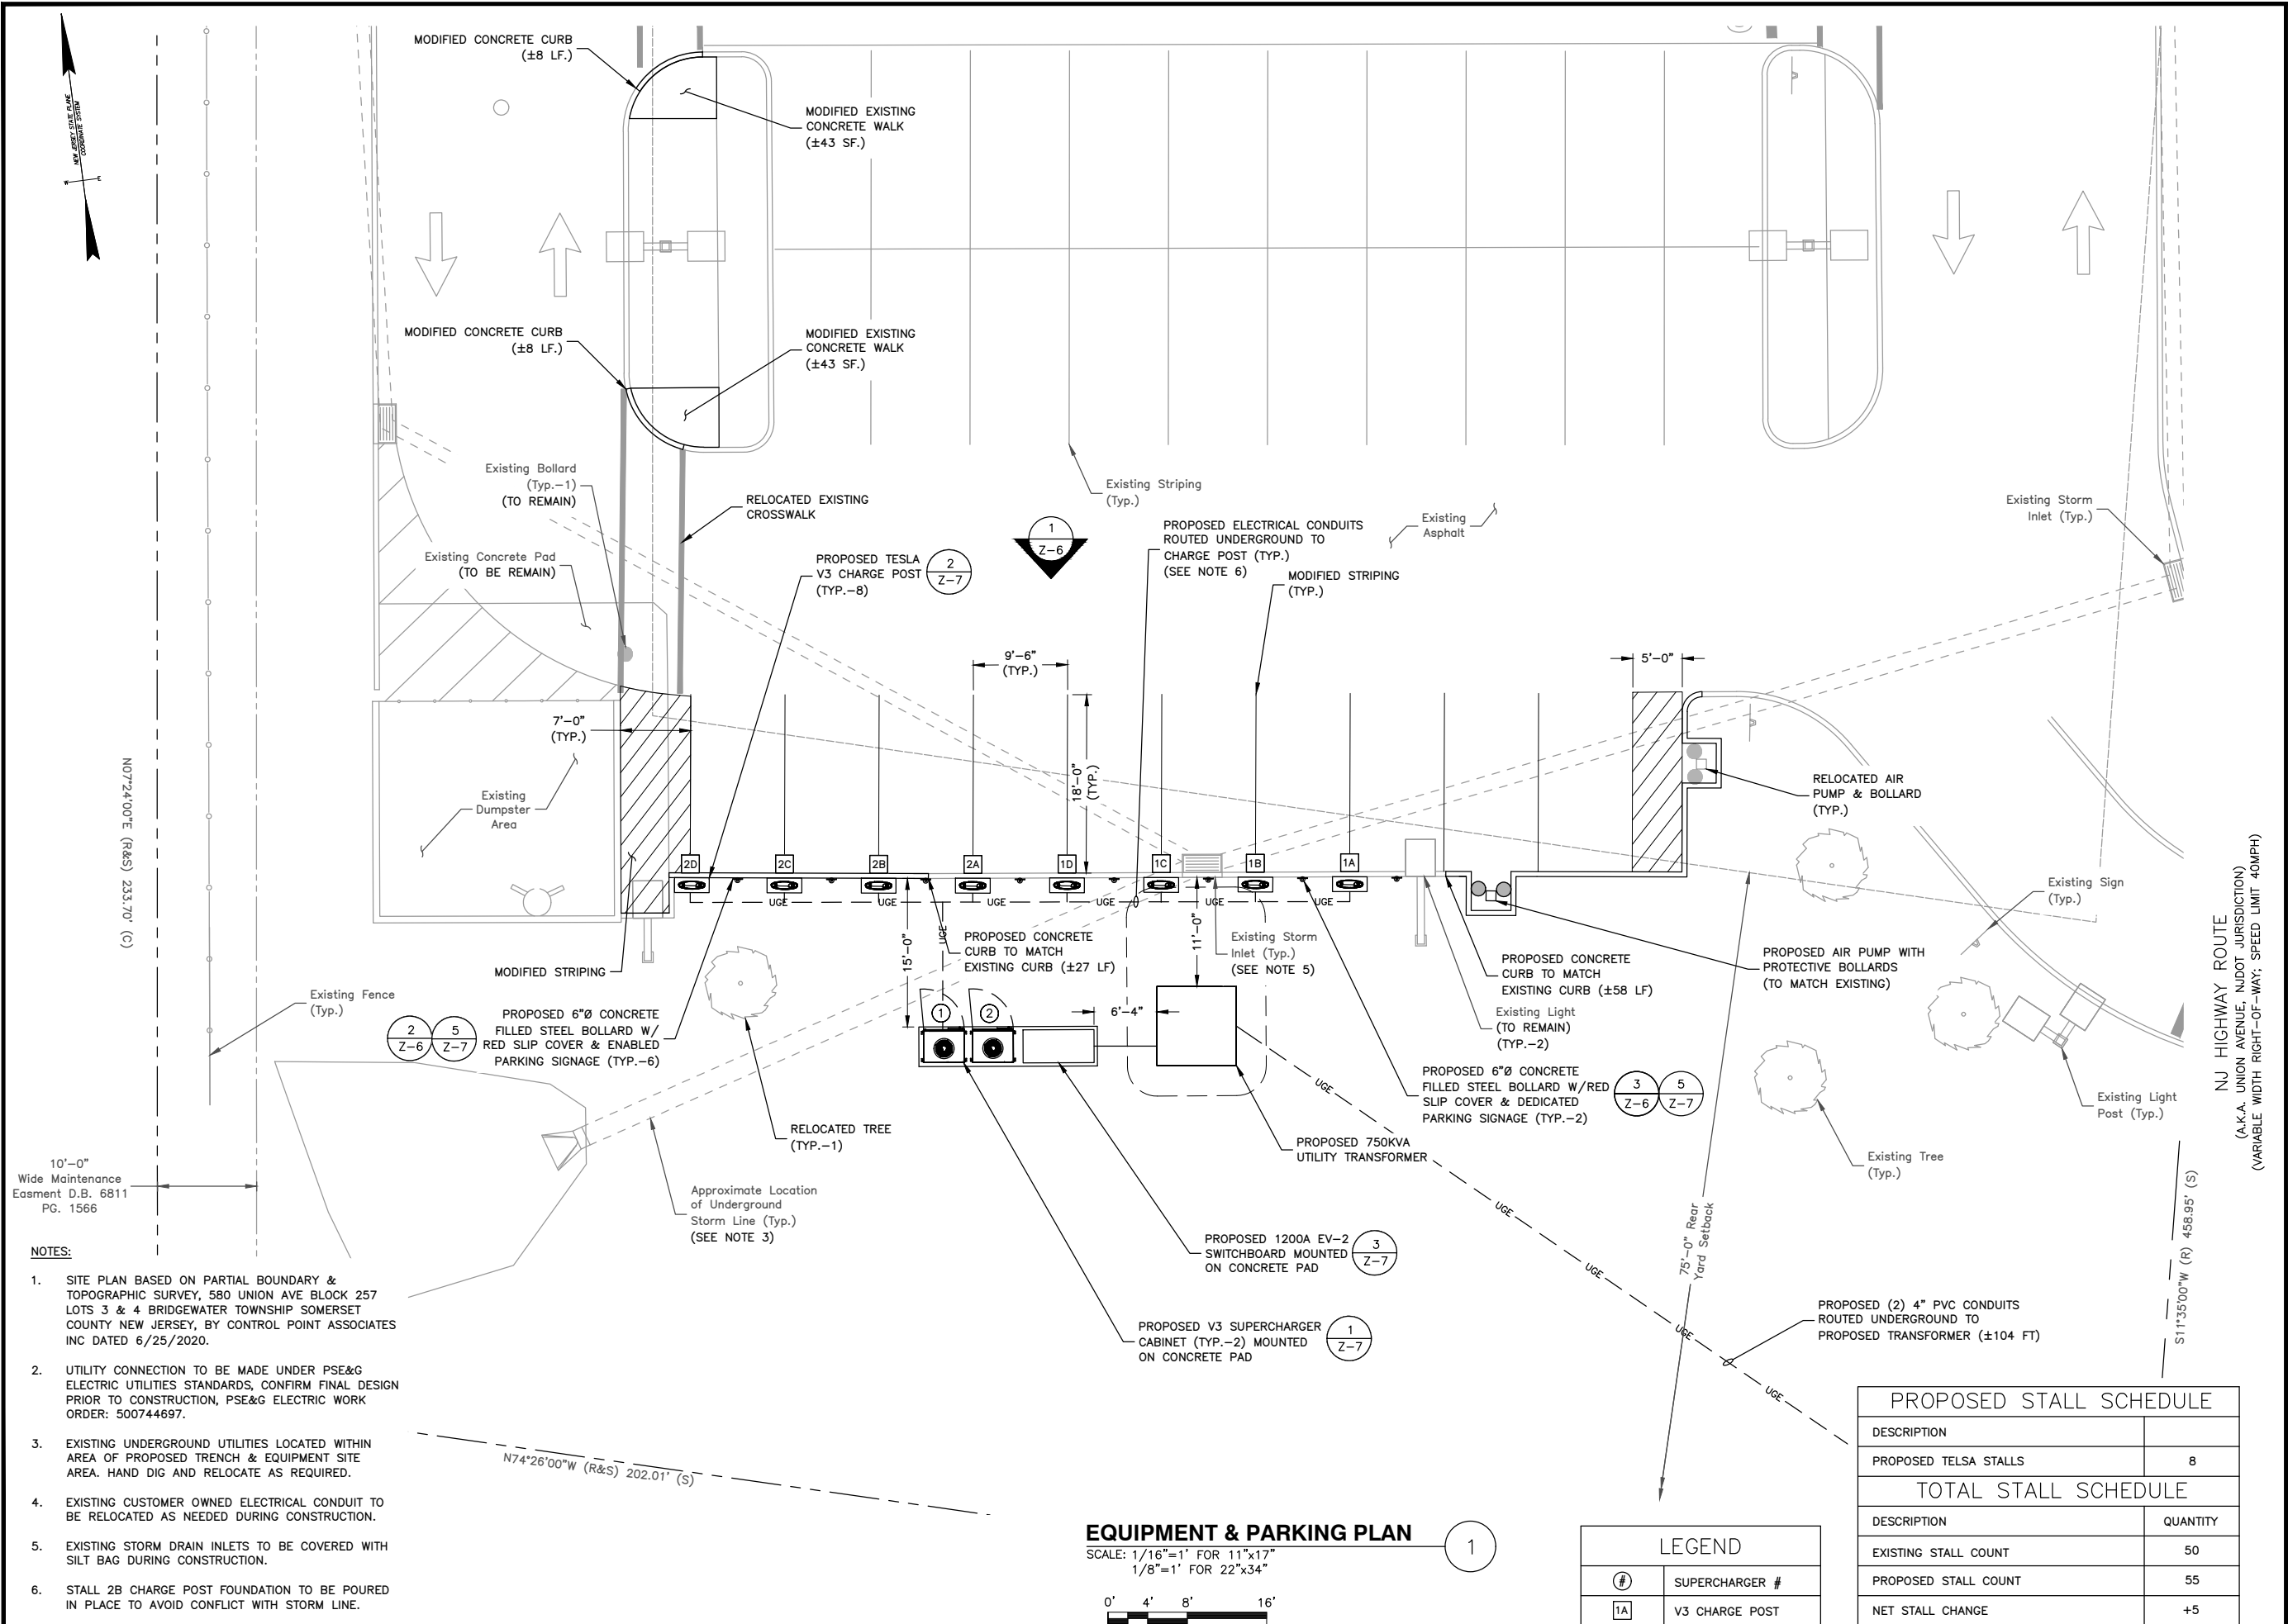 NEW JERSEY STATE PLANE
COORDINATE SYSTEM
W
E
MODIFIED CONCRETE CURB
(±8 LF.)
MODIFIED EXISTING
CONCRETE WALK
(±43 SF.)
MODIFIED CONCRETE CURB
(±8 LF.)
MODIFIED EXISTING
CONCRETE WALK
(±43 SF.)
Existing Bollard
(Typ.-1)
(TO REMAIN)
RELOCATED EXISTING
CROSSWALK
Existing Striping
(Typ.)
Existing
Asphalt
Existing Storm
Inlet (Typ.)
Existing Concrete Pad
(TO BE REMAIN)
PROPOSED TESLA
V3 CHARGE POST
(TYP.-8)
2
Z-7
1
Z-6
PROPOSED ELECTRICAL CONDUITS
ROUTED UNDERGROUND TO
CHARGE POST (TYP.)
(SEE NOTE 6)
MODIFIED STRIPING
(TYP.)
9'-6"
(TYP.)
5'-0"
7'-0"
(TYP.)
18'-0"
(TYP.)
Existing
Dumpster
Area
RELOCATED AIR
PUMP & BOLLARD
(TYP.)
N07°24'00"E (R&S) 233.70' (C)
2D
2C
2B
2A
1D
1C
1B
1A
UGE
UGE
UGE
UGE
UGE
UGE
UGE
15'-0"
11'-0"
MODIFIED STRIPING
PROPOSED CONCRETE
CURB TO MATCH
EXISTING CURB (±27 LF)
Existing Storm
Inlet (Typ.)
(SEE NOTE 5)
PROPOSED CONCRETE
CURB TO MATCH
EXISTING CURB (±58 LF)
PROPOSED AIR PUMP WITH
PROTECTIVE BOLLARDS
(TO MATCH EXISTING)
Existing Sign
(Typ.)
NJ HIGHWAY ROUTE
(A.K.A. UNION AVENUE, NJDOT JURISDICTION)
(VARIABLE WIDTH RIGHT-OF-WAY; SPEED LIMIT 40MPH)
Existing Fence
(Typ.)
2
Z-6
5
Z-7
PROPOSED 6"Ø CONCRETE
FILLED STEEL BOLLARD W/
RED SLIP COVER & ENABLED
PARKING SIGNAGE (TYP.-6)
1
2
6'-4"
Existing Light
(TO REMAIN)
(TYP.-2)
UGE
PROPOSED 6"Ø CONCRETE
FILLED STEEL BOLLARD W/RED
SLIP COVER & DEDICATED
PARKING SIGNAGE (TYP.-2)
3
Z-6
5
Z-7
Existing Light
Post (Typ.)
RELOCATED TREE
(TYP.-1)
PROPOSED 750KVA
UTILITY TRANSFORMER
Existing Tree
(Typ.)
10'-0"
Wide Maintenance
Easment D.B. 6811
PG. 1566
Approximate Location
of Underground
Storm Line (Typ.)
(SEE NOTE 3)
PROPOSED 1200A EV-2
SWITCHBOARD MOUNTED
ON CONCRETE PAD
3
Z-7
UGE
UGE
UGE
UGE
75'-0" Rear
Yard Setback
S11°35'00"W (R) 458.95' (S)
PROPOSED V3 SUPERCHARGER
CABINET (TYP.-2) MOUNTED
ON CONCRETE PAD
1
Z-7
PROPOSED (2) 4" PVC CONDUITS
ROUTED UNDERGROUND TO
PROPOSED TRANSFORMER (±104 FT)
NOTES:
1. SITE PLAN BASED ON PARTIAL BOUNDARY &
TOPOGRAPHIC SURVEY, 580 UNION AVE BLOCK 257
LOTS 3 & 4 BRIDGEWATER TOWNSHIP SOMERSET
COUNTY NEW JERSEY, BY CONTROL POINT ASSOCIATES
INC DATED 6/25/2020.
2. UTILITY CONNECTION TO BE MADE UNDER PSE&G
ELECTRIC UTILITIES STANDARDS, CONFIRM FINAL DESIGN
PRIOR TO CONSTRUCTION, PSE&G ELECTRIC WORK
ORDER: 500744697.
3. EXISTING UNDERGROUND UTILITIES LOCATED WITHIN
AREA OF PROPOSED TRENCH & EQUIPMENT SITE
AREA. HAND DIG AND RELOCATE AS REQUIRED.
4. EXISTING CUSTOMER OWNED ELECTRICAL CONDUIT TO
BE RELOCATED AS NEEDED DURING CONSTRUCTION.
5. EXISTING STORM DRAIN INLETS TO BE COVERED WITH
SILT BAG DURING CONSTRUCTION.
6. STALL 2B CHARGE POST FOUNDATION TO BE POURED
IN PLACE TO AVOID CONFLICT WITH STORM LINE.
N74°26'00"W (R&S) 202.01' (S)
EQUIPMENT & PARKING PLAN
1
SCALE: 1/16"=1' FOR 11"x17"
1/8"=1' FOR 22"x34"
0' 4' 8' 16'
LEGEND
# SUPERCHARGER #
1A V3 CHARGE POST
PROPOSED STALL SCHEDULE
DESCRIPTION
PROPOSED TELSA STALLS 8
TOTAL STALL SCHEDULE
DESCRIPTION QUANTITY
EXISTING STALL COUNT 50
PROPOSED STALL COUNT 55
NET STALL CHANGE +5